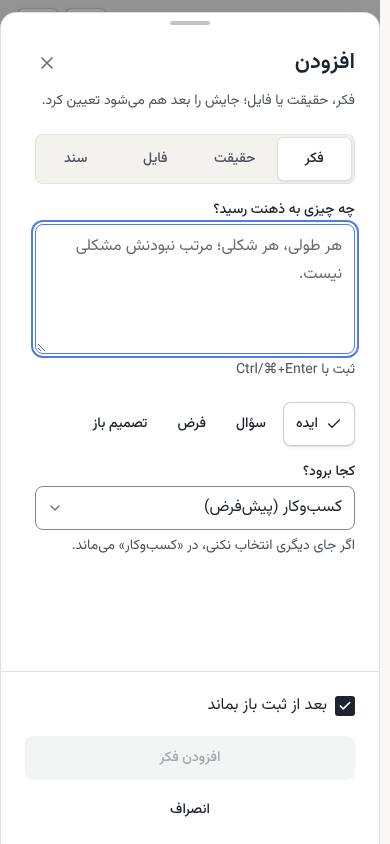 افزودن
فکر، حقیقت یا فایل؛ جایش را بعد هم می‌شود تعیین کرد.
فکر
حقیقت
فایل
سند
چه چیزی به ذهنت رسید؟
هر طولی، هر شکلی؛ مرتب نبودنش مشکلی
نیست.
ثبت با Ctrl/⌘+Enter
ایده
سؤال
فرض
تصمیم باز
کجا برود؟
کسب‌وکار (پیش‌فرض)
اگر جای دیگری انتخاب نکنی، در «کسب‌وکار» می‌ماند.
بعد از ثبت باز بماند
افزودن فکر
انصراف